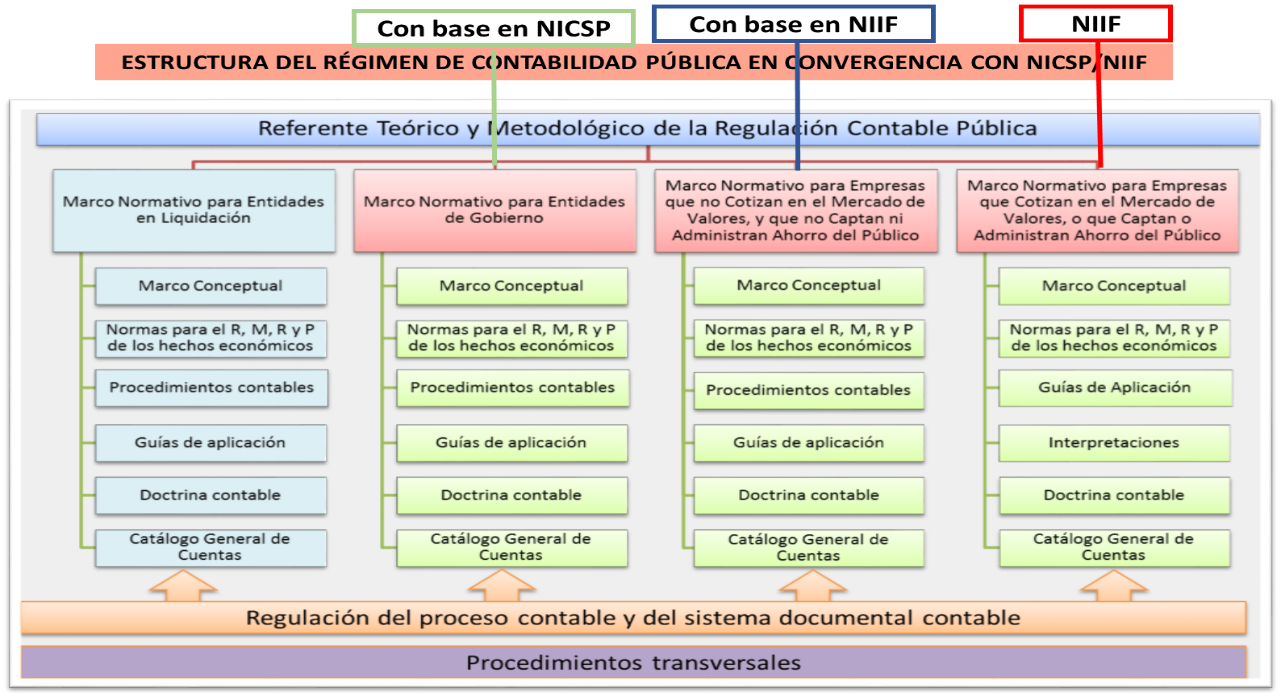 Con base en NICSP
Con base en NIIF
NIIF
ESTRUCTURA DEL RÉGIMEN DE CONTABILIDAD PÚBLICA EN CONVERGENCIA CON NICSP/NIIF
Referente Teórico y Metodológico de la Regulación Contable Pública
Marco Normativo para Entidades
en Liquidación
Marco Conceptual
Normas para el R, M, R y P
de los hechos económicos
Procedimientos contables
Guías de aplicación
Doctrina contable
Catálogo General de
Cuentas
Marco Normativo para Entidades
de Gobierno
Marco Conceptual
Normas para el R, M, R y P
de los hechos económicos
Procedimientos contables
Guías de aplicación
Doctrina contable
Catálogo General de
Cuentas
Marco Normativo para Empresas
que no Cotizan en el Mercado de
Valores, y que no Captan ni
Administran Ahorro del Público
Marco Conceptual
Normas para el R, M, R y P
de los hechos económicos
Procedimientos contables
Guías de aplicación
Doctrina contable
Catálogo General de
Cuentas
Marco Normativo para Empresas
que Cotizan en el Mercado de
Valores, o que Captan o
Administran Ahorro del Público
Marco Conceptual
Normas para el R, M, R y P
de los hechos económicos
Guías de Aplicación
Interpretaciones
Doctrina contable
Catálogo General de
Cuentas
Regulación del proceso contable y del sistema documental contable
Procedimientos transversales